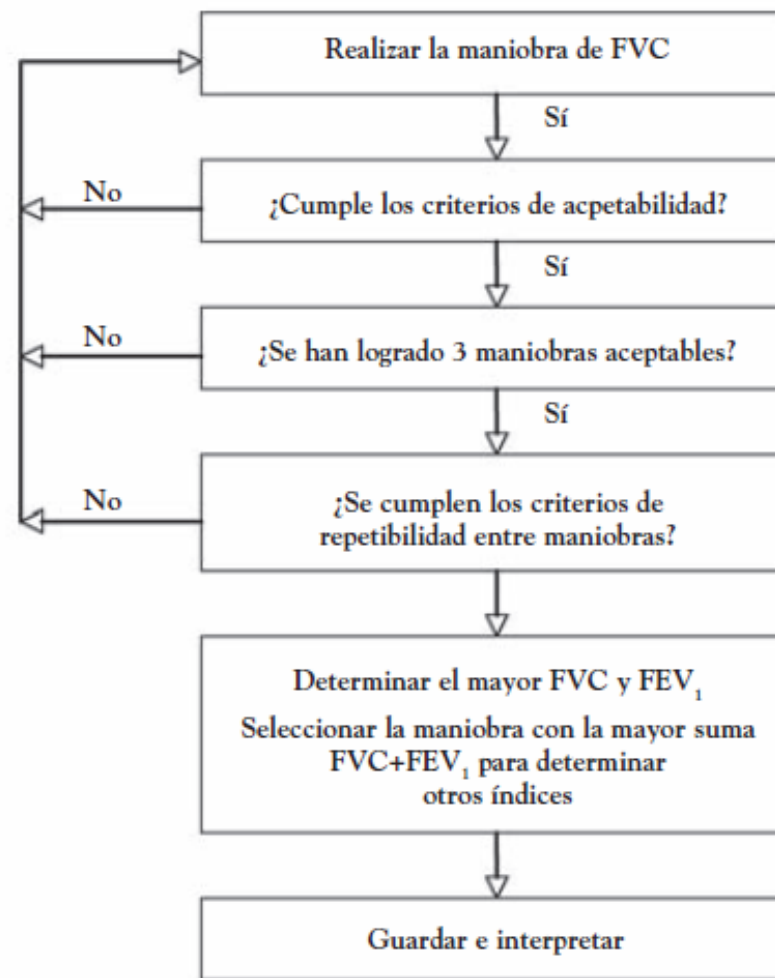 Realizar la maniobra de FVC
Sí
No
¿Cumple los criterios de acpetabilidad?
Sí
No
¿Se han logrado 3 maniobras aceptables?
Sí
No
¿Se cumplen los criterios de
repetibilidad entre maniobras?
Determinar el mayor FVC y FEV₁
Seleccionar la maniobra con la mayor suma
FVC+FEV₁ para determinar
otros índices
Guardar e interpretar